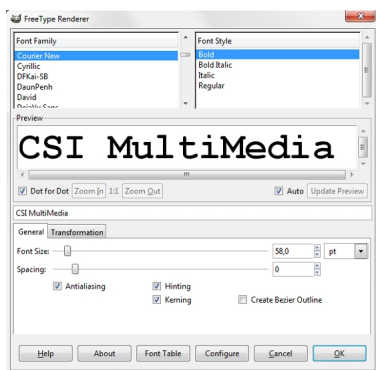 FreeType Renderer
Font Family
Font Style
Courier New
Cyrillic
DFKai-SB
DaunPenh
David
DejaVu Sans
Bold
Bold Italic
Italic
Regular
Preview
CSI MultiMedia
Dot for Dot Zoom In 1:1 Zoom Out Auto Update Preview
CSI MultiMedia
General Transformation
Font Size: 58,0 pt
Spacing: 0
Antialiasing Hinting
Kerning Create Bezier Outline
Help About Font Table Configure Cancel OK